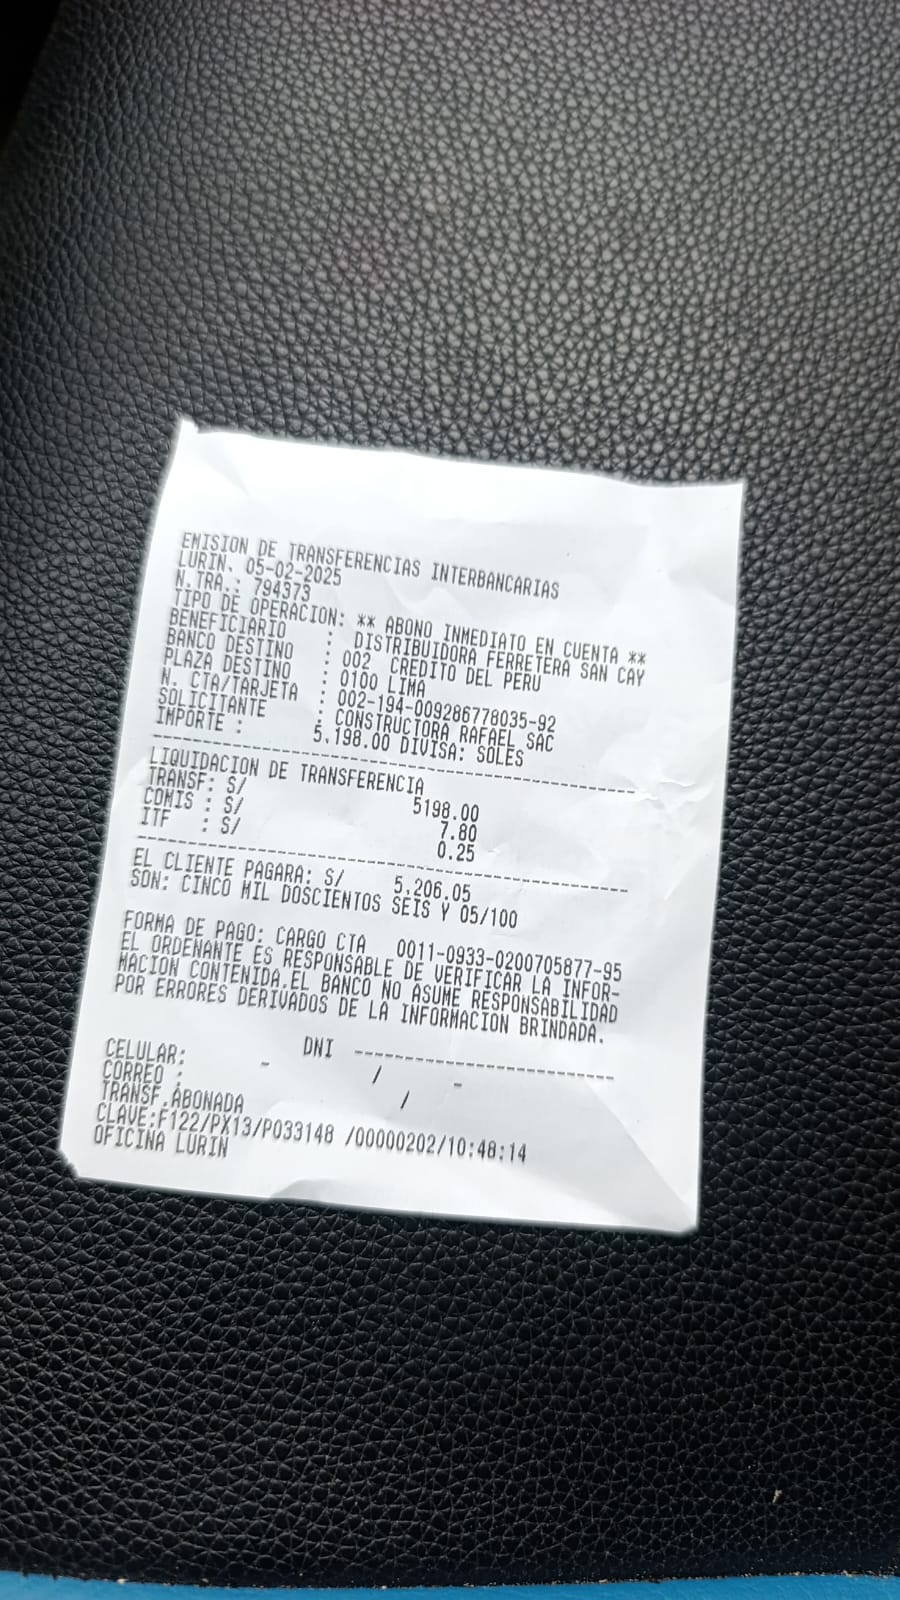 EMISION DE TRANSFERENCIAS INTERBANCARIAS
LURIN. 05-02-2025
N.TRA.: 794373
TIPO DE OPERACION: ** ABONO INMEDIATO EN CUENTA **
BENEFICIARIO : DISTRIBUIDORA FERRETERA SAN CAY
BANCO DESTINO : 002 CREDITO DEL PERU
PLAZA DESTINO : 0100 LIMA
N. CTA/TARJETA : 002-194-009286778035-92
SOLICITANTE : CONSTRUCTORA RAFAEL SAC
IMPORTE : 5,198.00 DIVISA: SOLES
LIQUIDACION DE TRANSFERENCIA
TRANSF: S/ 5198.00
COMIS : S/ 7.80
ITF : S/ 0.25
EL CLIENTE PAGARA: S/ 5,206.05
SON: CINCO MIL DOSCIENTOS SEIS Y 05/100
FORMA DE PAGO: CARGO CTA 0011-0933-0200705877-95
EL ORDENANTE ES RESPONSABLE DE VERIFICAR LA INFOR-
MACION CONTENIDA.EL BANCO NO ASUME RESPONSABILIDAD
POR ERRORES DERIVADOS DE LA INFORMACION BRINDADA.
DNI --------------------------------
CELULAR: - / -
CORREO : /
TRANSF.ABONADA
CLAVE:F122/PX13/P033148 /00000202/10:48:14
OFICINA LURIN